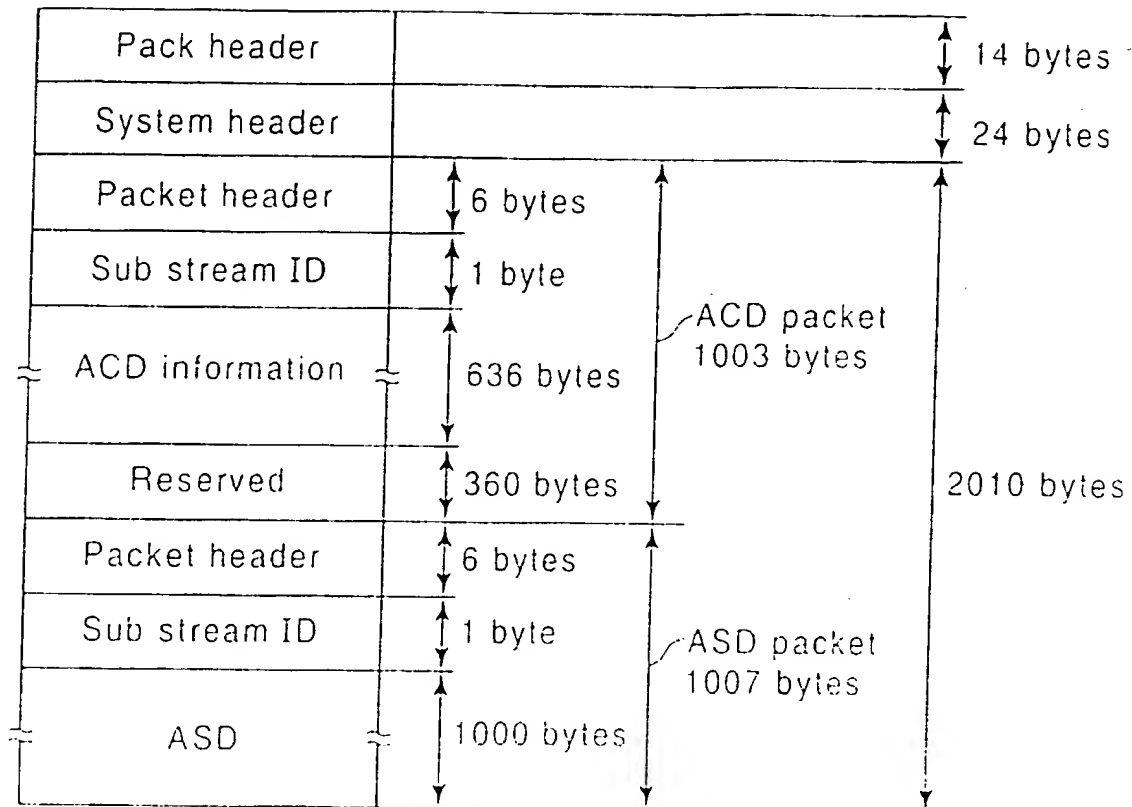 Pack header
14 bytes
System header
24 bytes
Packet header
6 bytes
Sub stream ID
1 byte
ACD information
636 bytes
ACD packet
1003 bytes
Reserved
360 bytes
2010 bytes
Packet header
6 bytes
Sub stream ID
1 byte
ASD packet
1007 bytes
ASD
1000 bytes